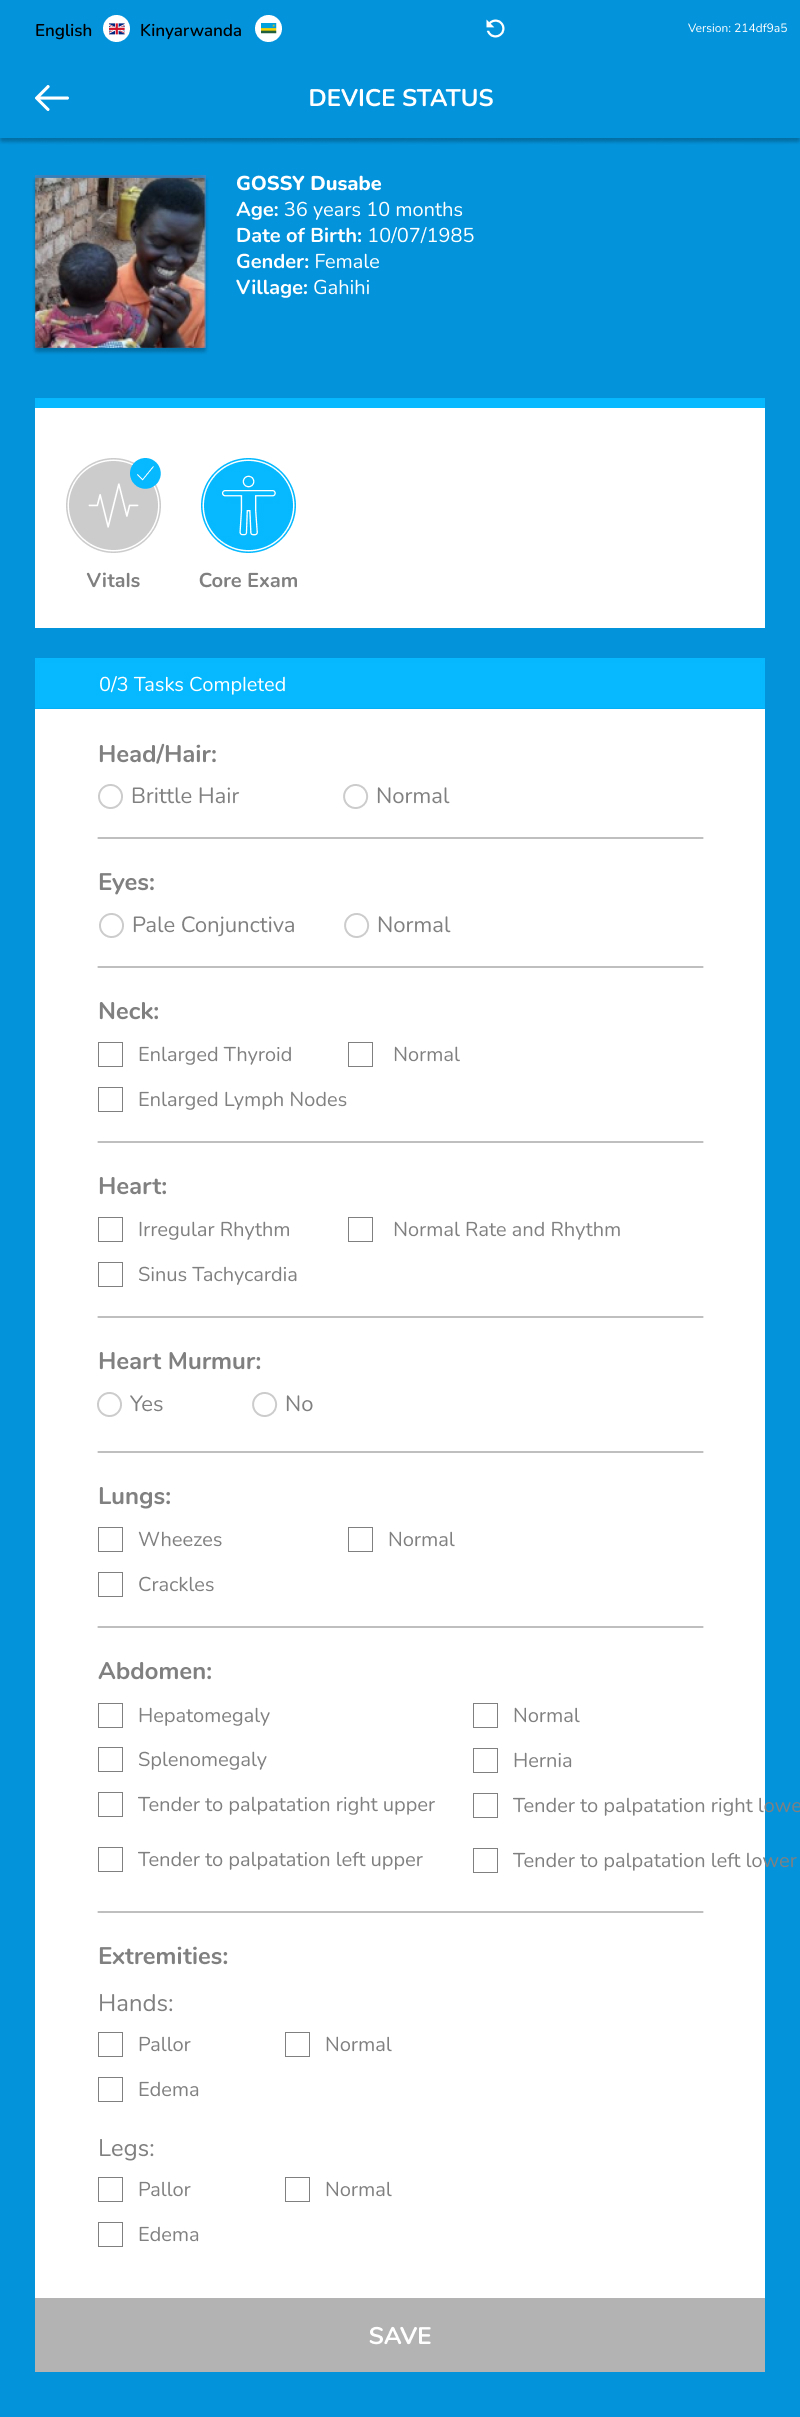 English Kinyarwanda Version: 214df9a5
DEVICE STATUS
GOSSY Dusabe
Age: 36 years 10 months
Date of Birth: 10/07/1985
Gender: Female
Village: Gahihi
Vitals Core Exam
0/3 Tasks Completed
Head/Hair:
Brittle Hair Normal
Eyes:
Pale Conjunctiva Normal
Neck:
Enlarged Thyroid Normal
Enlarged Lymph Nodes
Heart:
Irregular Rhythm Normal Rate and Rhythm
Sinus Tachycardia
Heart Murmur:
Yes No
Lungs:
Wheezes Normal
Crackles
Abdomen:
Hepatomegaly Normal
Splenomegaly Hernia
Tender to palpatation right upper Tender to palpatation right lowe
Tender to palpatation left upper Tender to palpatation left lower
Extremities:
Hands:
Pallor Normal
Edema
Legs:
Pallor Normal
Edema
SAVE